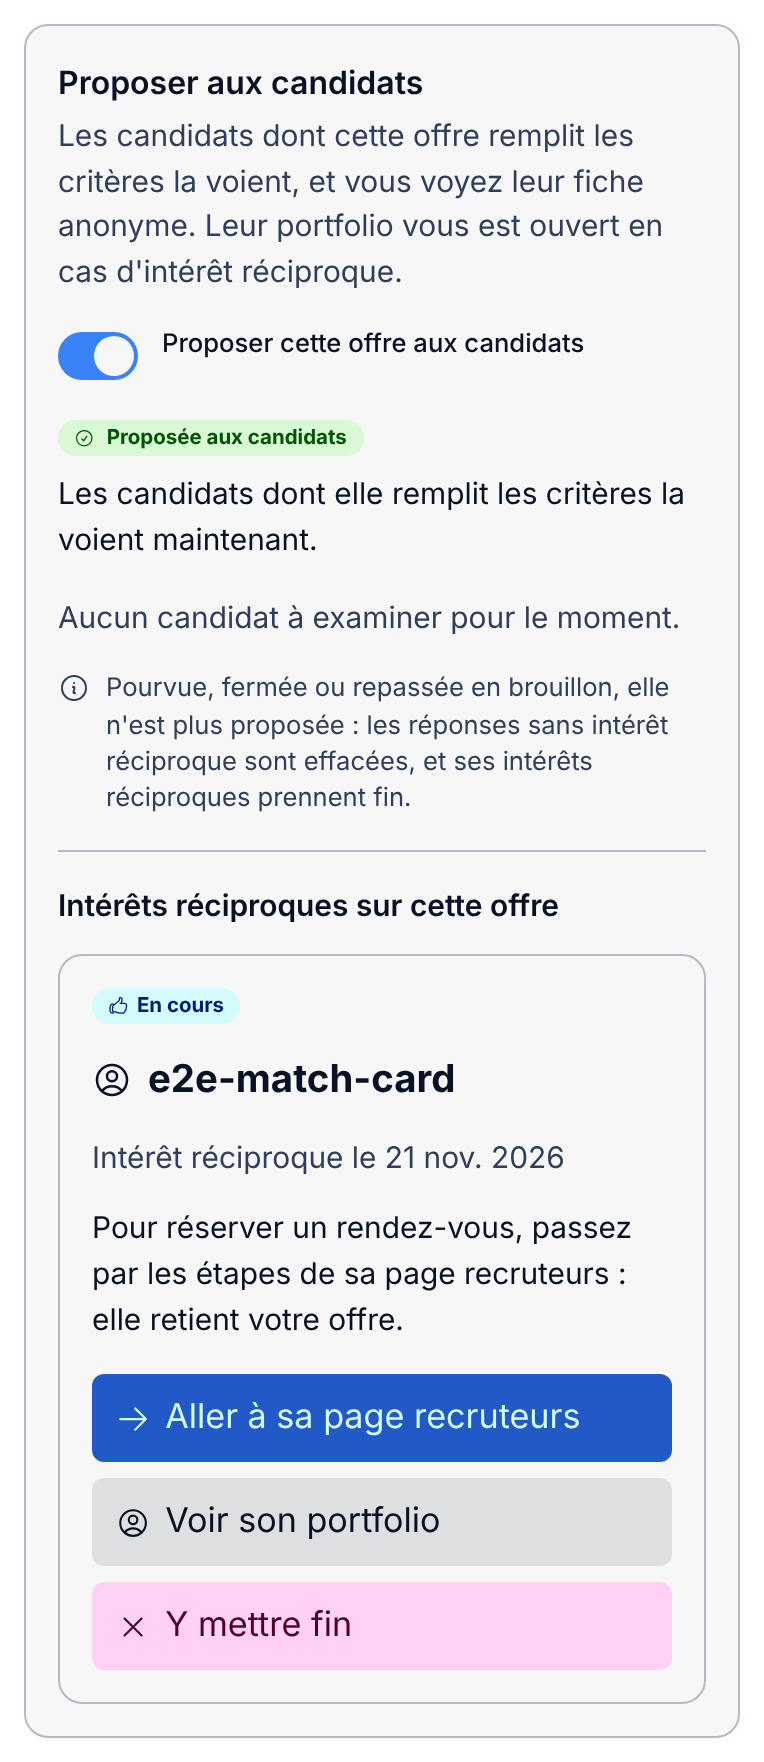 Proposer aux candidats
Les candidats dont cette offre remplit les
critères la voient, et vous voyez leur fiche
anonyme. Leur portfolio vous est ouvert en
cas d'intérêt réciproque.
Proposer cette offre aux candidats
Proposée aux candidats
Les candidats dont elle remplit les critères la
voient maintenant.
Aucun candidat à examiner pour le moment.
Pourvue, fermée ou repassée en brouillon, elle
n'est plus proposée : les réponses sans intérêt
réciproque sont effacées, et ses intérêts
réciproques prennent fin.
Intérêts réciproques sur cette offre
En cours
e2e-match-card
Intérêt réciproque le 21 nov. 2026
Pour réserver un rendez-vous, passez
par les étapes de sa page recruteurs :
elle retient votre offre.
Aller à sa page recruteurs
Voir son portfolio
Y mettre fin